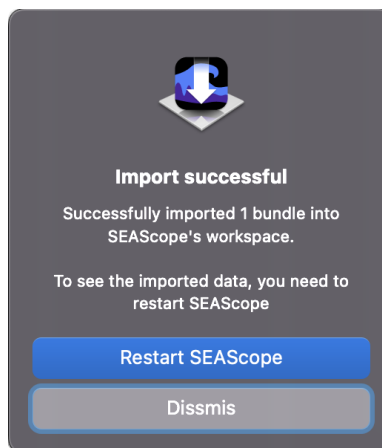 Import successful
Successfully imported 1 bundle into
SEAScope's workspace.
To see the imported data, you need to
restart SEAScope
Restart SEAScope
Dissmis